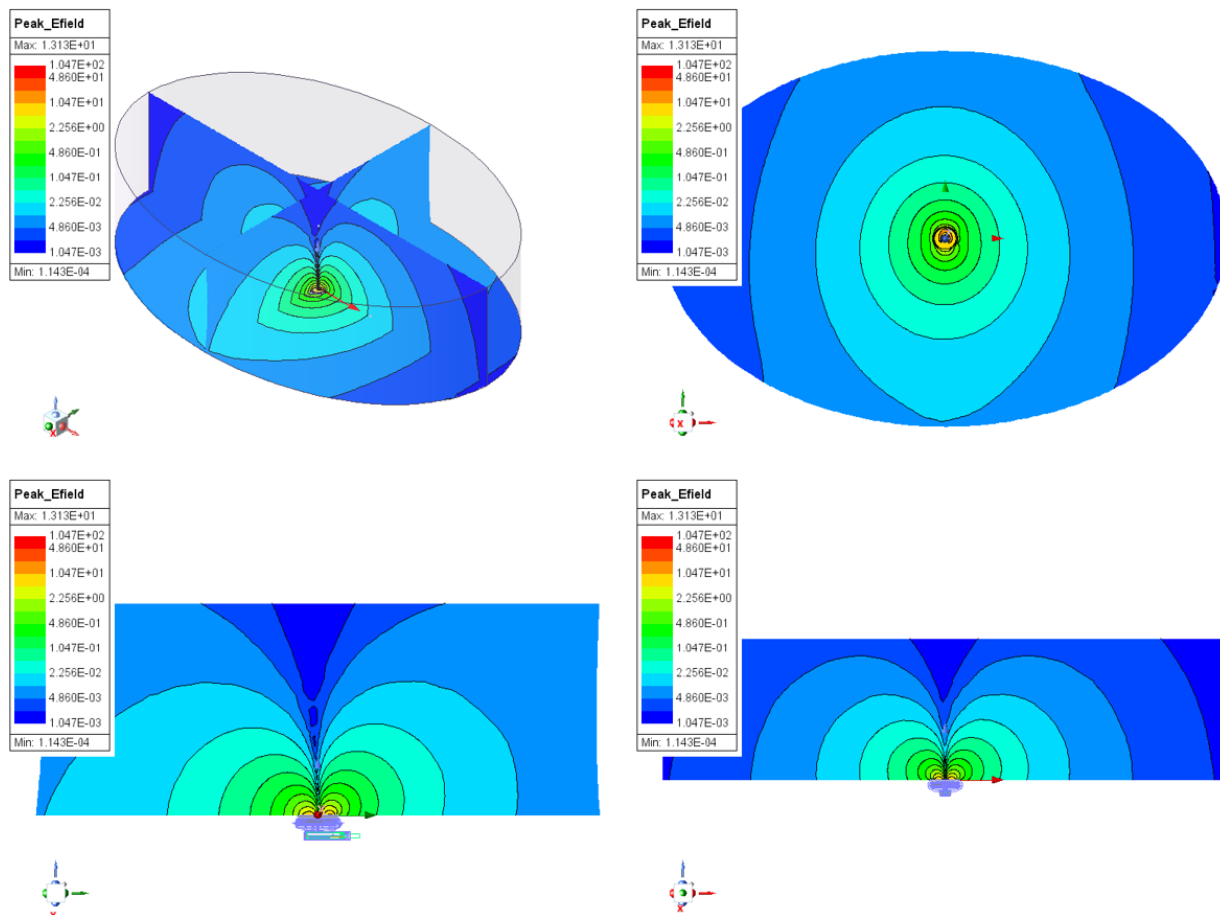 Peak_Efield
Max: 1.313E+01
1.047E+02
4.860E+01
1.047E+01
2.256E+00
4.860E-01
1.047E-01
2.256E-02
4.860E-03
1.047E-03
Min: 1.143E-04
X
Peak_Efield
Max: 1.313E+01
1.047E+02
4.860E+01
1.047E+01
2.256E+00
4.860E-01
1.047E-01
2.256E-02
4.860E-03
1.047E-03
Min: 1.143E-04
X
Peak_Efield
Max: 1.313E+01
1.047E+02
4.860E+01
1.047E+01
2.256E+00
4.860E-01
1.047E-01
2.256E-02
4.860E-03
1.047E-03
Min: 1.143E-04
X
Peak_Efield
Max: 1.313E+01
1.047E+02
4.860E+01
1.047E+01
2.256E+00
4.860E-01
1.047E-01
2.256E-02
4.860E-03
1.047E-03
Min: 1.143E-04
X